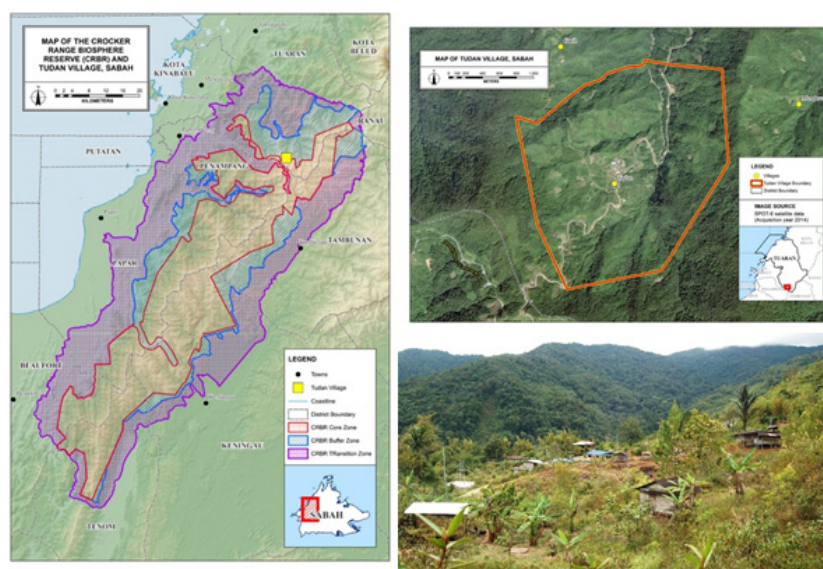 MAP OF THE CROCKER
RANGE BIOSPHERE
RESERVE (CRBR) AND
TUDAN VILLAGE, SABAH
KILOMETERS
KOTA
KINABALU
TUARAN
KOTA
BELUD
RANAU
PUTATAN
PENAMPANG
TAMBUNAN
PAPAR
BEAUFORT
KENINGAU
TENOM
LEGEND
Towns
Tudan Village
Coastline
District Boundary
CRBR Core Zone
CRBR Buffer Zone
CRBR TRansition Zone
SABAH
MAP OF TUDAN VILLAGE, SABAH
METERS
LEGEND
Villages
Tudan Village Boundary
District Boundary
IMAGE SOURCE
SPOT-6 satellite data
(Acquisition year 2014)
TUARAN